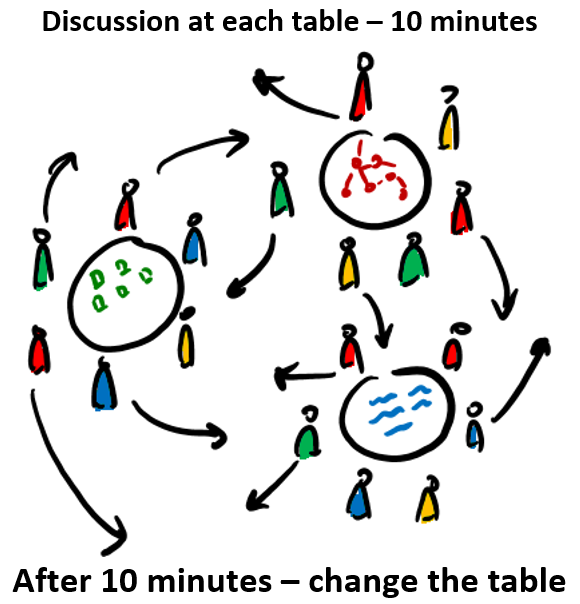 Discussion at each table – 10 minutes
After 10 minutes – change the table